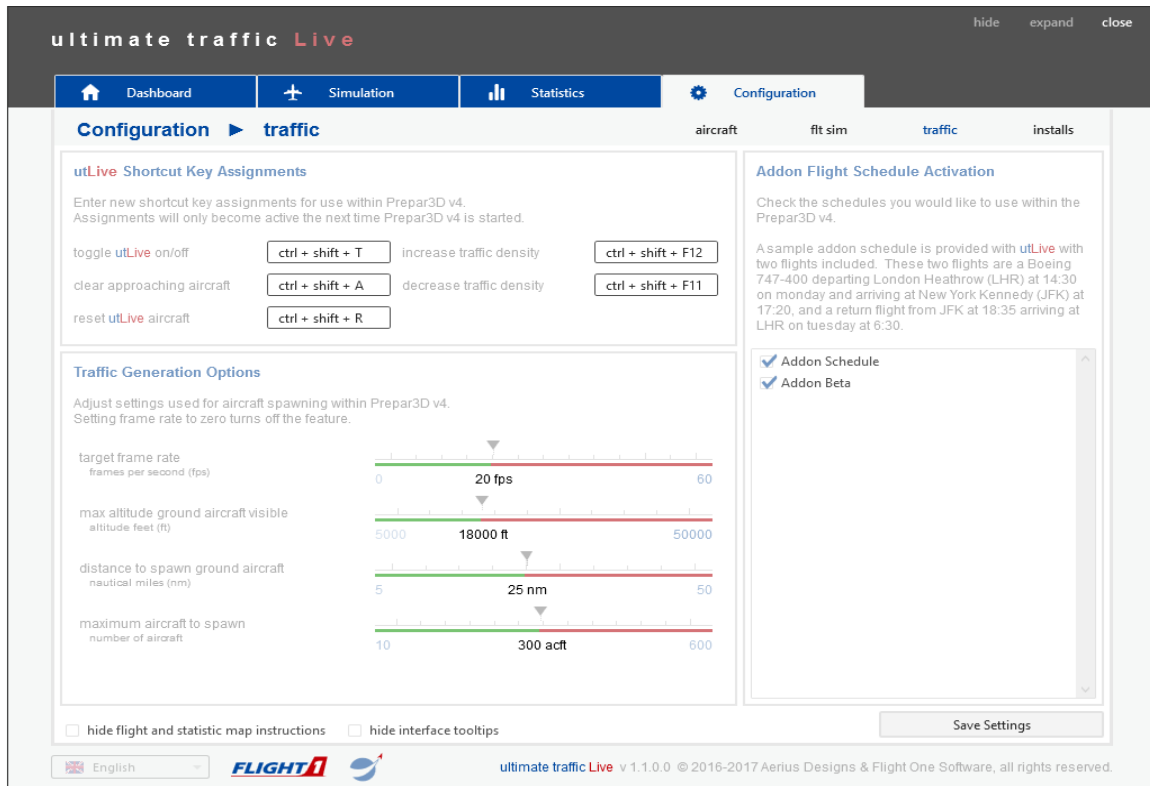 hide expand close
ultimate traffic Live
Dashboard Simulation Statistics Configuration
Configuration ► traffic
aircraft flt sim traffic installs
utLive Shortcut Key Assignments
Enter new shortcut key assignments for use within Prepar3D v4.
Assignments will only become active the next time Prepar3D v4 is started.
toggle utLive on/off ctrl + shift + T increase traffic density ctrl + shift + F12
clear approaching aircraft ctrl + shift + A decrease traffic density ctrl + shift + F11
reset utLive aircraft ctrl + shift + R
Traffic Generation Options
Adjust settings used for aircraft spawning within Prepar3D v4.
Setting frame rate to zero turns off the feature.
target frame rate
frames per second (fps)
0 20 fps 60
max altitude ground aircraft visible
altitude feet (ft)
5000 18000 ft 50000
distance to spawn ground aircraft
nautical miles (nm)
5 25 nm 50
maximum aircraft to spawn
number of aircraft
10 300 acft 600
Addon Flight Schedule Activation
Check the schedules you would like to use within the
Prepar3D v4.
A sample addon schedule is provided with utLive with
two flights included. These two flights are a Boeing
747-400 departing London Heathrow (LHR) at 14:30
on monday and arriving at New York Kennedy (JFK) at
17:20, and a return flight from JFK at 18:35 arriving at
LHR on tuesday at 6:30.
Addon Schedule
Addon Beta
hide flight and statistic map instructions hide interface tooltips
Save Settings
English
FLIGHT1
ultimate traffic Live v 1.1.0.0 © 2016-2017 Aerius Designs & Flight One Software, all rights reserved.